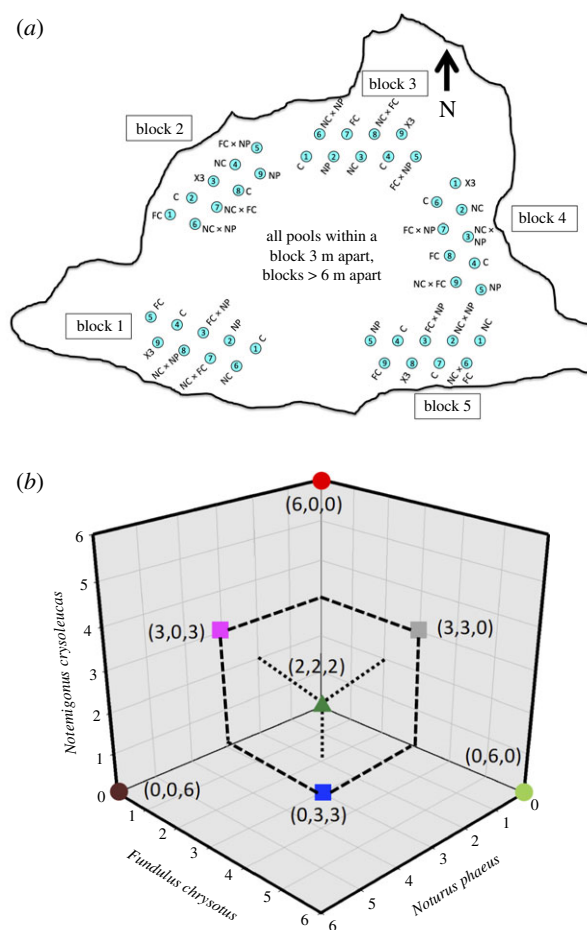 (a)
block 3
N
NC × NP
FC
NC × FC
X3
6
7
8
9
1
2
3
4
5
C
NP
NC
C
FC × NP
block 2
FC × NP
5
NC
4
9
NP
X3
3
8
C
C
2
7
NC × FC
FC
1
6
NC × NP
1
X3
C
6
2
NC
block 4
FC × NP
7
3
NC ×
NP
FC
8
4
C
NC × FC
9
5
NP
all pools within a
block 3 m apart,
blocks > 6 m apart
block 1
5
FC
4
C
3
FC × NP
2
NP
1
C
X3
9
NC × NP
8
NC × FC
7
NC
6
NP
C
FC × NP
NC × NP
NC
5
4
3
2
1
9
8
7
6
FC
X3
C
NC ×
FC
block 5
(b)
(6,0,0)
6
5
4
3
2
1
0
Notemigonus crysoleucas
(3,0,3)
(3,3,0)
(2,2,2)
(0,6,0)
(0,0,6)
(0,3,3)
1
2
3
4
5
6
Fundulus chrysotus
0
1
2
3
4
5
6
Noturus phaeus